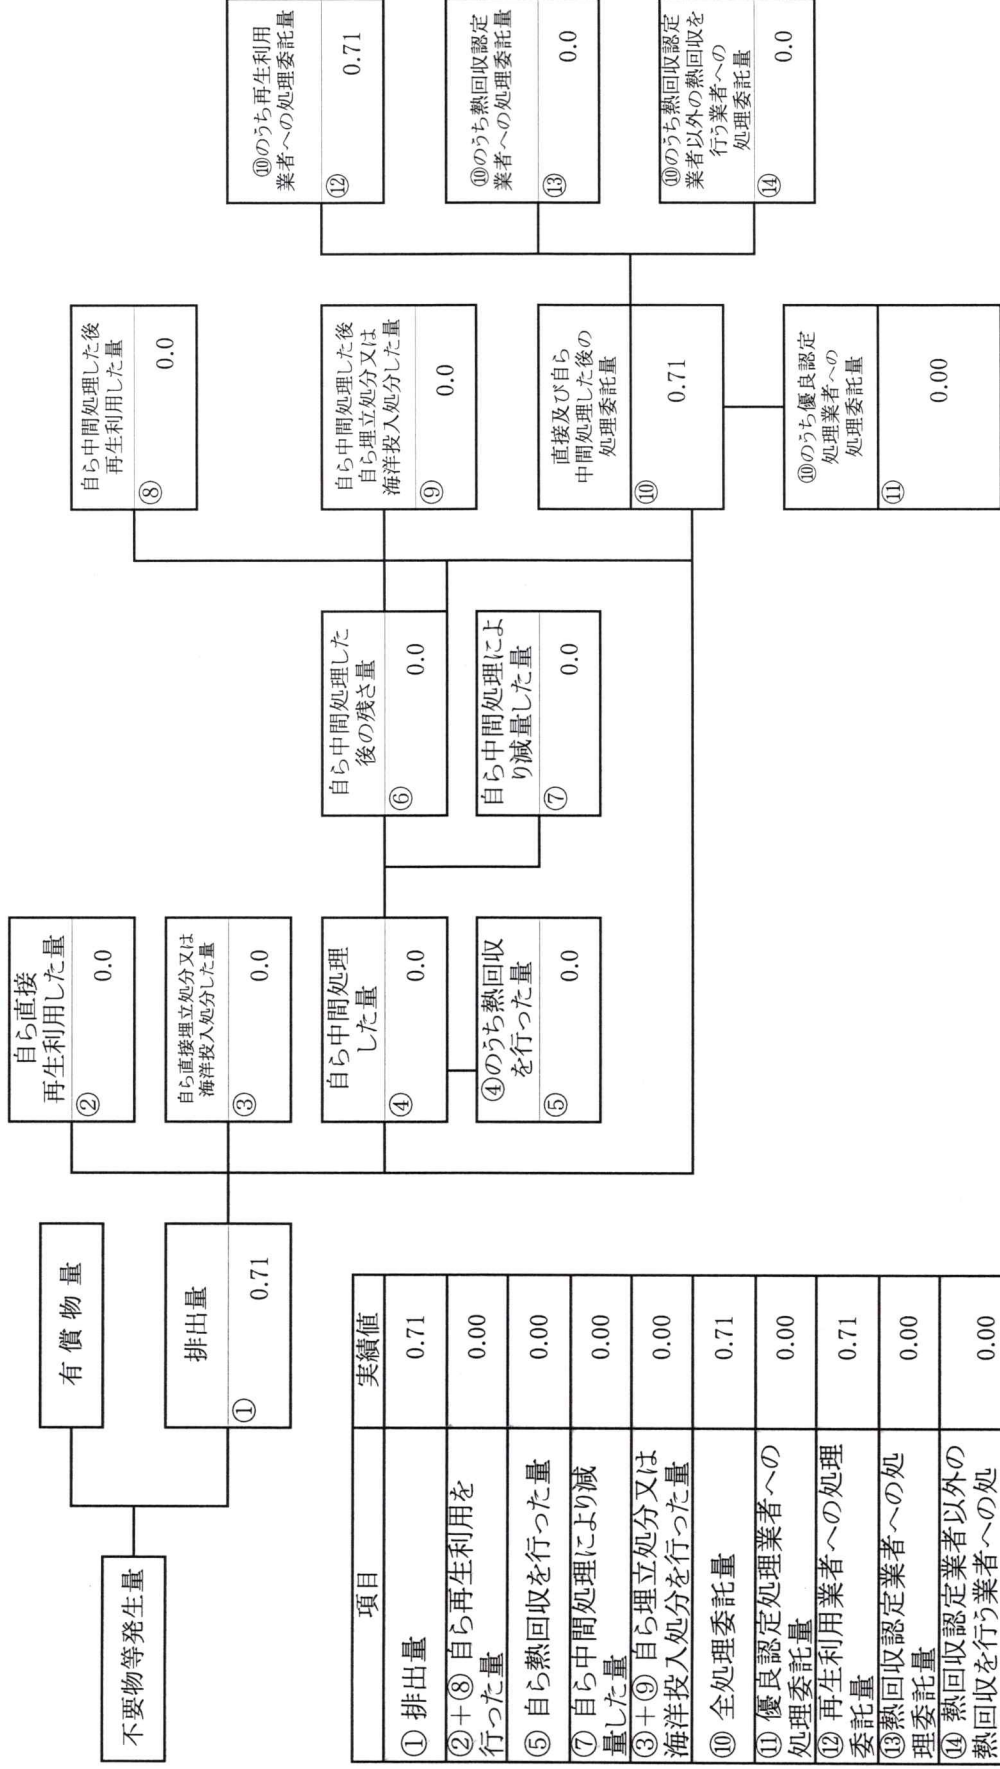 不要物等発生量
有償物量
排出量
①
0.71
自ら直接
再生利用した量
②
0.0
自ら直接埋立処分又は
海洋投入処分した量
③
0.0
自ら中間処理
した量
④
0.0
④のうち熱回収
を行った量
⑤
0.0
自ら中間処理した
後の残さ量
⑥
0.0
自ら中間処理によ
り減量した量
⑦
0.0
自ら中間処理した後
再生利用した量
⑧
0.0
自ら中間処理した後
自ら埋立処分又は
海洋投入処分した量
⑨
0.0
直接及び自ら
中間処理した後の
処理委託量
⑩
0.71
⑩のうち優良認定
処理業者への
処理委託量
⑪
0.00
⑩のうち再生利用
業者への処理委託量
⑫
0.71
⑩のうち熱回収認定
業者への処理委託量
⑬
0.0
⑩のうち熱回収認定
業者以外の熱回収を
行う業者への
処理委託量
⑭
0.0
項目 実績値
① 排出量 0.71
②+⑧ 自ら再生利用を
行った量 0.00
⑤ 自ら熱回収を行った量 0.00
⑦ 自ら中間処理により減
量した量 0.00
③+⑨ 自ら埋立処分又は
海洋投入処分を行った量 0.00
⑩ 全処理委託量 0.71
⑪ 優良認定処理業者への
処理委託量 0.00
⑫ 再生利用業者への処理
委託量 0.71
⑬熱回収認定業者への処
理委託量 0.00
⑭ 熱回収認定業者以外の
熱回収を行う業者への処 0.00